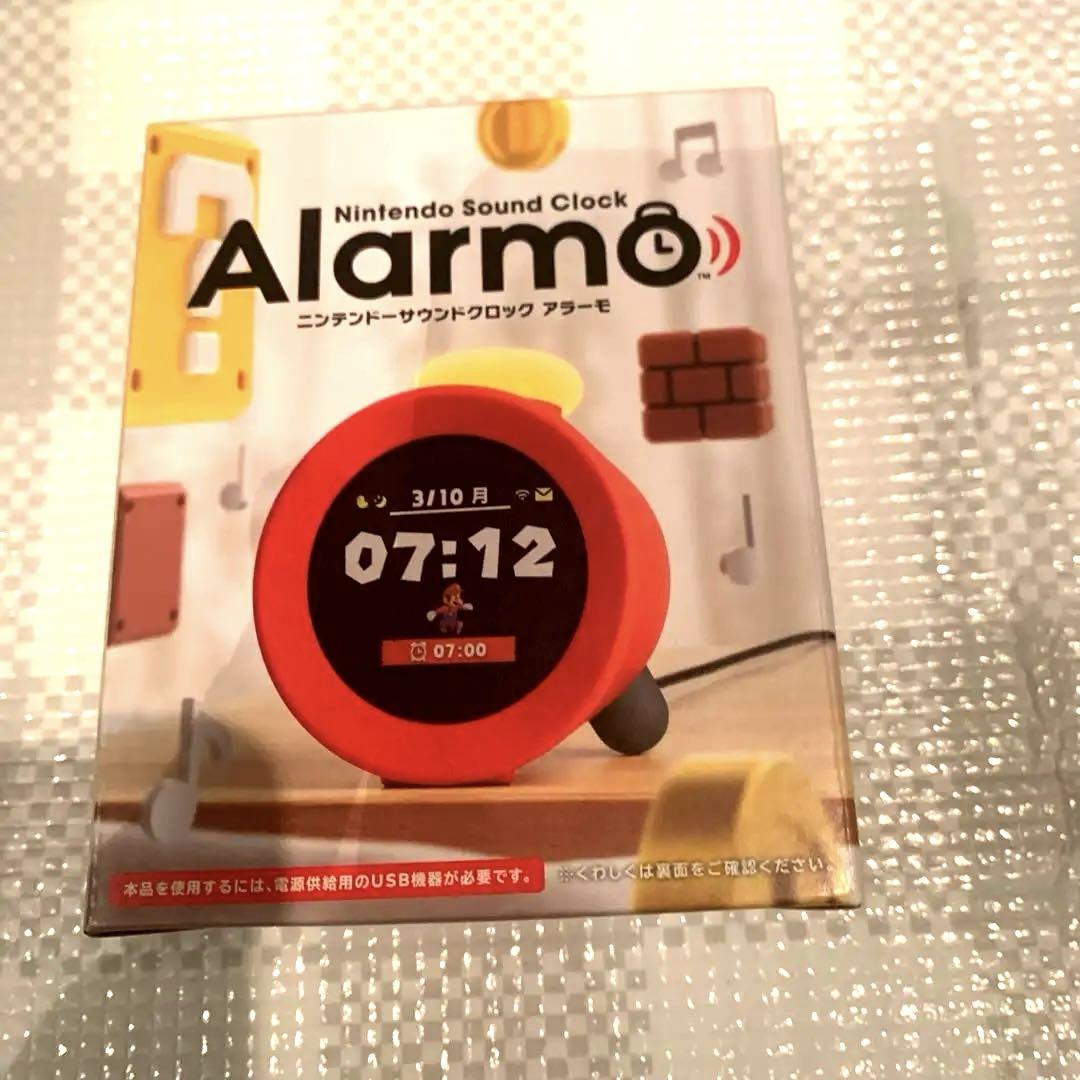 Nintendo Sound Clock
Alarmo
TM
ニンテンドーサウンドクロック アラーモ
3/10 月
07:12
07:00
本品を使用するには、電源供給用のUSB機器が必要です。
※くわしくは裏面をご確認ください。